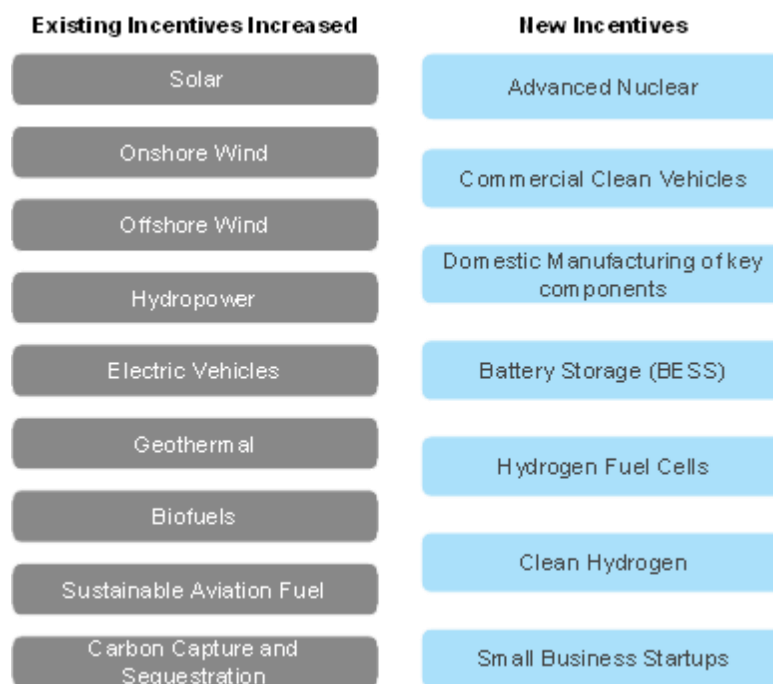 Existing Incentives Increased
Solar
Onshore Wind
Offshore Wind
Hydropower
Electric Vehicles
Geothermal
Biofuels
Sustainable Aviation Fuel
Carbon Capture and
Sequestration
New Incentives
Advanced Nuclear
Commercial Clean Vehicles
Domestic Manufacturing of key
components
Battery Storage (BESS)
Hydrogen Fuel Cells
Clean Hydrogen
Small Business Startups